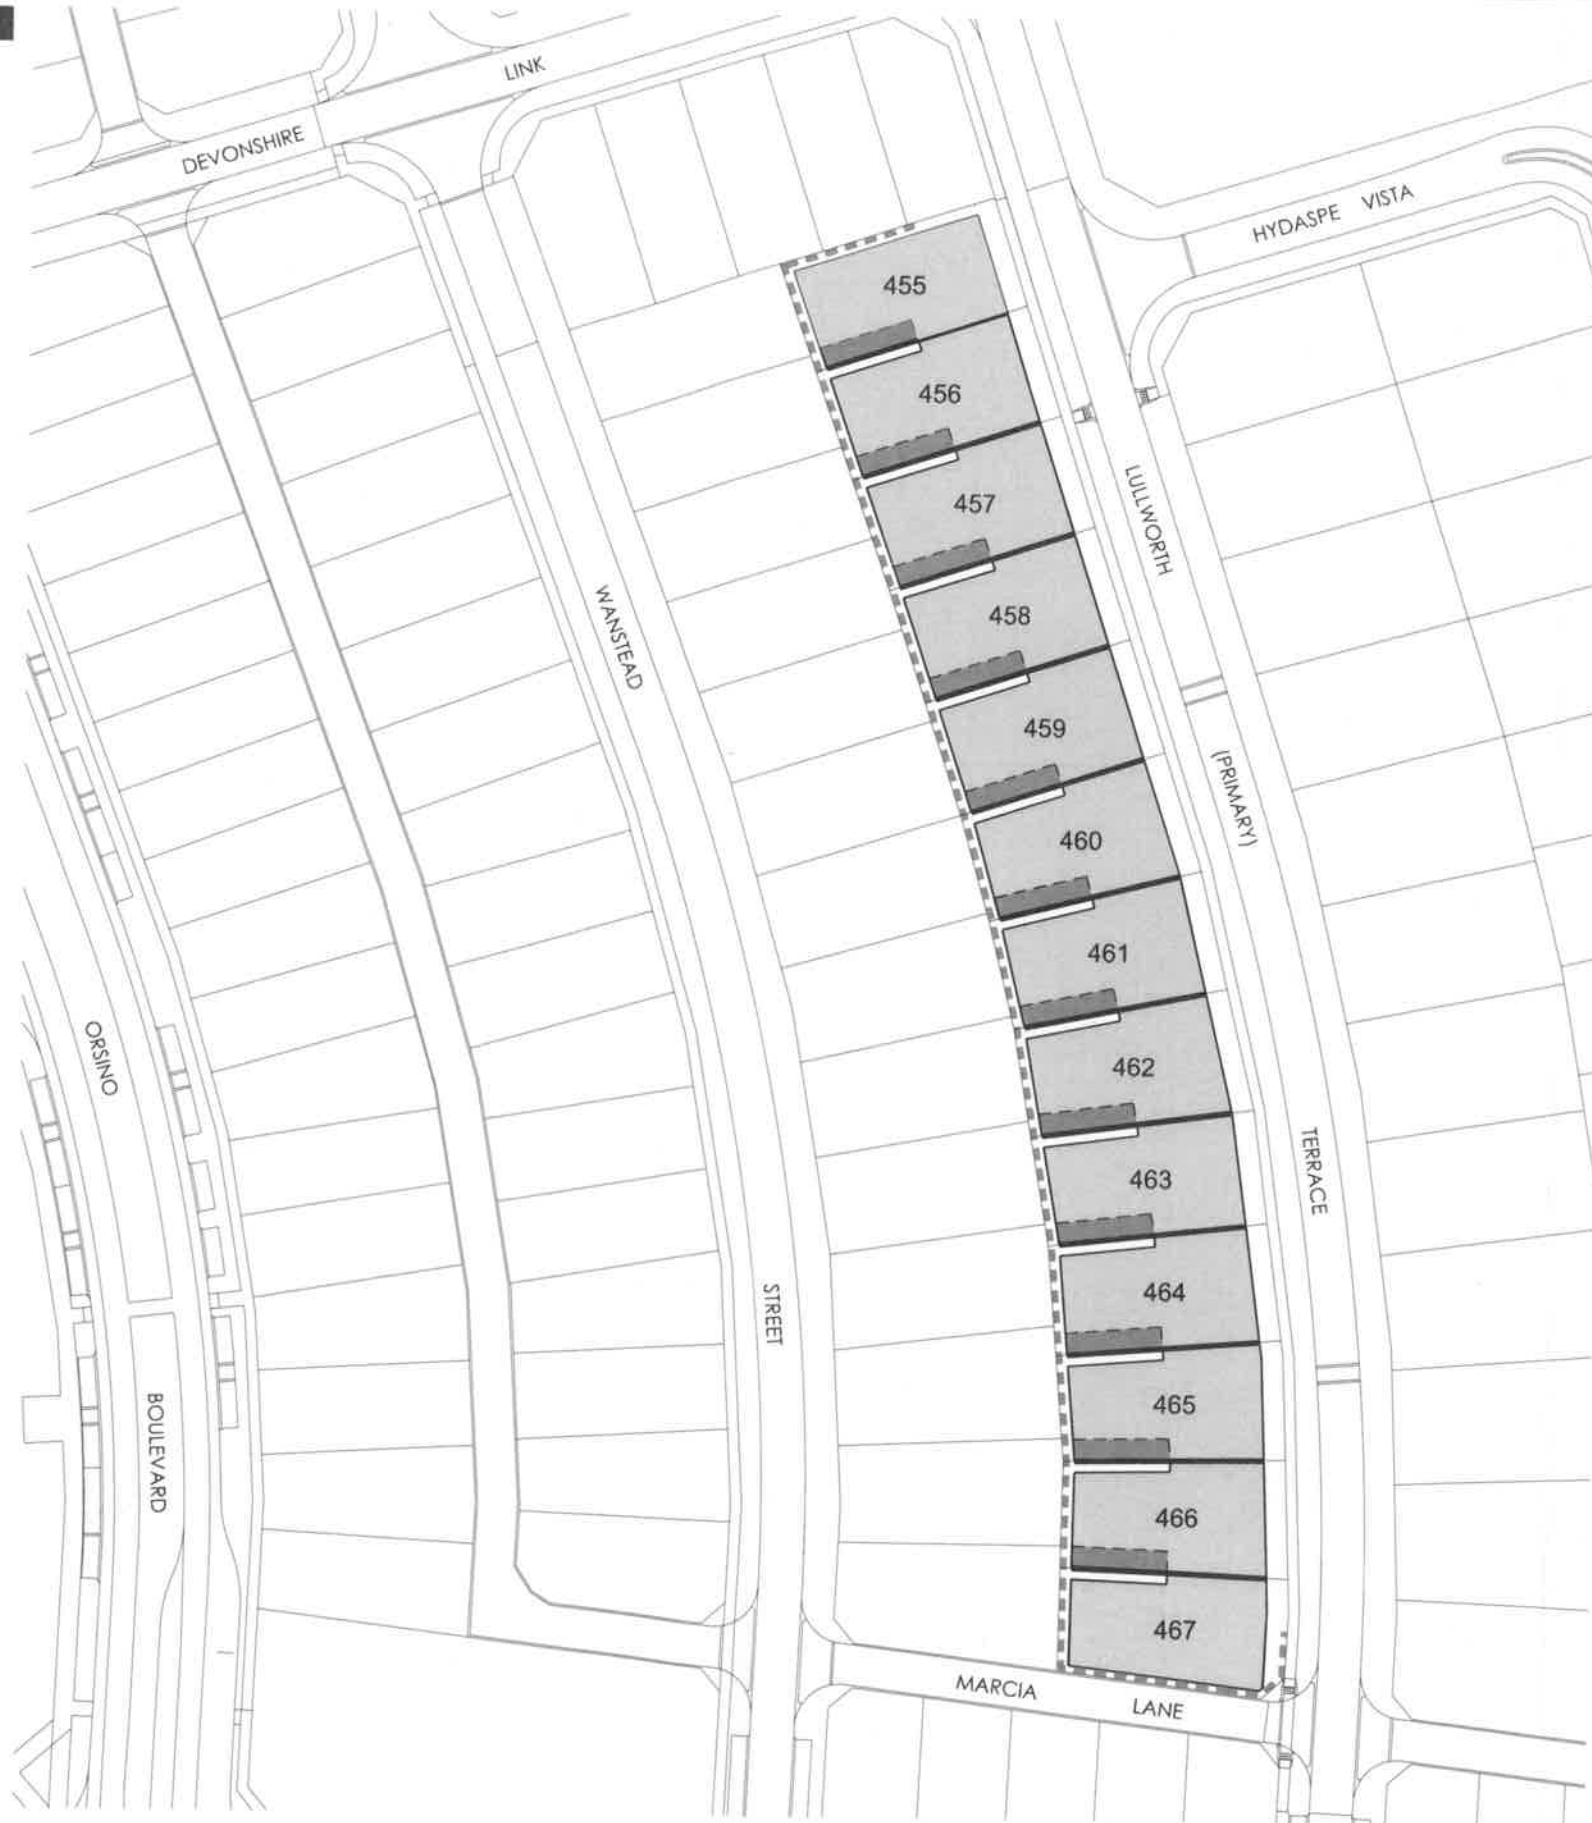 LINK
DEVONSHIRE
HYDASPE VISTA
455
456
LULLWORTH
457
458
WANSTEAD
459
(PRIMARY)
460
461
ORSINO
462
463
TERRACE
464
STREET
465
BOULEVARD
466
467
MARCIA LANE